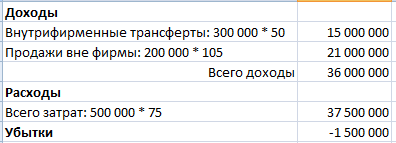 Доходы
Внутрифирменные трансферты: 300 000 * 50 15 000 000
Продажи вне фирмы: 200 000 * 105 21 000 000
Всего доходы 36 000 000
Расходы
Всего затрат: 500 000 * 75 37 500 000
Убытки -1 500 000